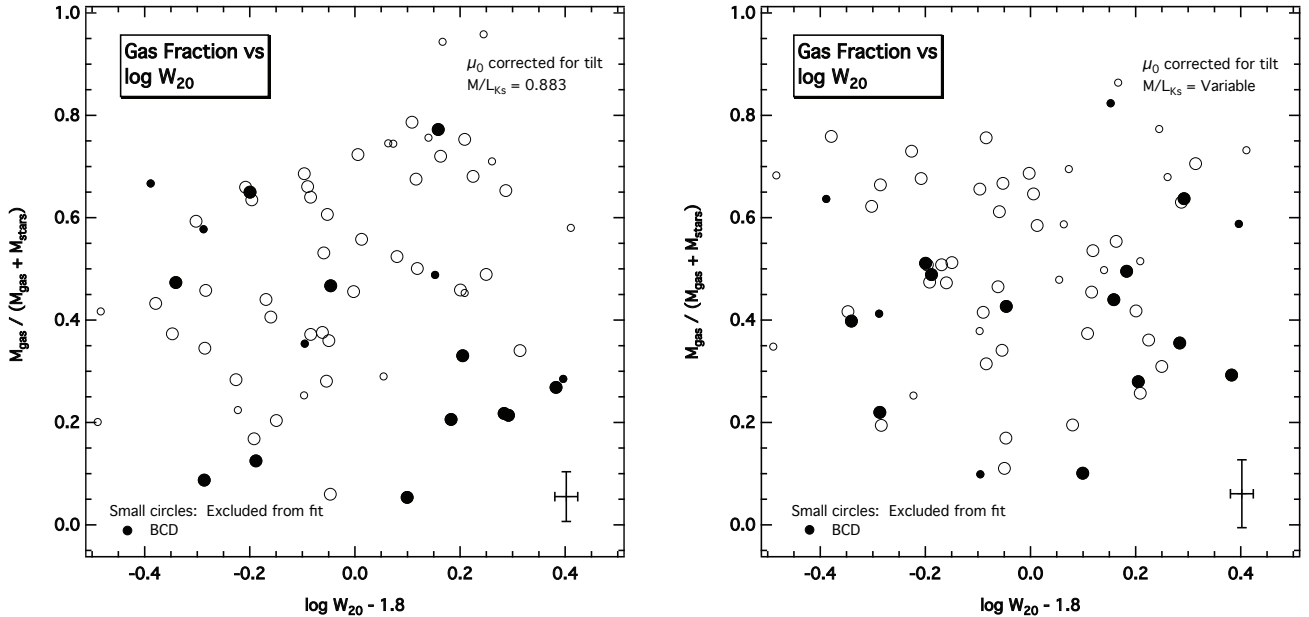 Gas Fraction vs
log W20
μ0 corrected for tilt
M/LKs = 0.883
1.0
0.8
0.6
0.4
0.2
0.0
Mgas / (Mgas + Mstars)
Small circles: Excluded from fit
BCD
-0.4
-0.2
0.0
0.2
0.4
log W20 - 1.8
Gas Fraction vs
log W20
μ0 corrected for tilt
M/LKs = Variable
1.0
0.8
0.6
0.4
0.2
0.0
Mgas / (Mgas + Mstars)
Small circles: Excluded from fit
BCD
-0.4
-0.2
0.0
0.2
0.4
log W20 - 1.8